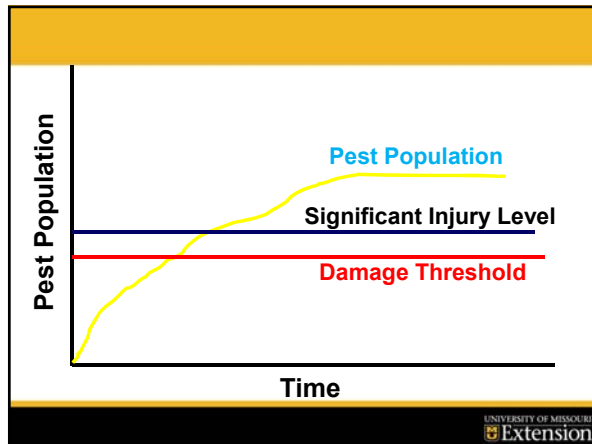 Pest Population
Pest Population
Significant Injury Level
Damage Threshold
Time
UNIVERSITY OF MISSOURI
Extension